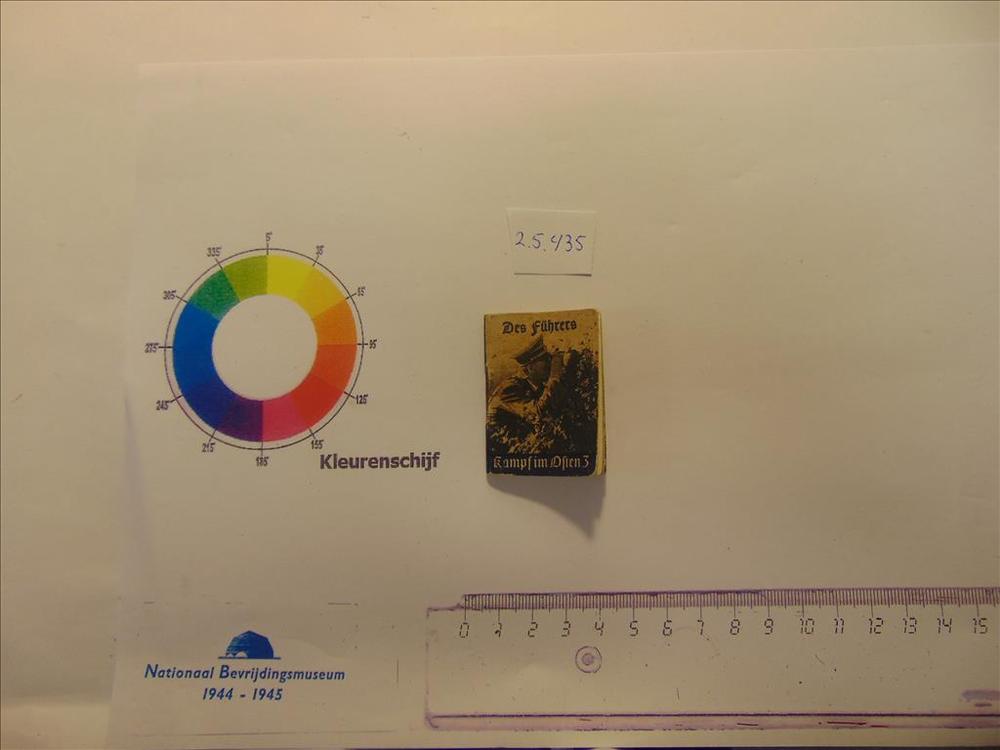 2.5.435
5°
35°
65°
95°
125°
155°
185°
215°
245°
275°
305°
335°
Kleurenschijf
Des Führers
Kampf im Osten 3
0 1 2 3 4 5 6 7 8 9 10 11 12 13 14 15
Nationaal Bevrijdingsmuseum
1944 - 1945